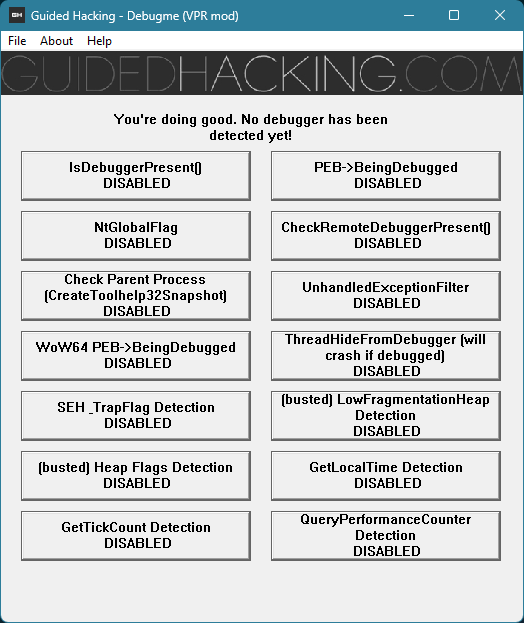 GH Guided Hacking - Debugme (VPR mod)
File About Help
GUIDEDHACKING.COM
You're doing good. No debugger has been
detected yet!
IsDebuggerPresent()
DISABLED
PEB->BeingDebugged
DISABLED
NtGlobalFlag
DISABLED
CheckRemoteDebuggerPresent()
DISABLED
Check Parent Process
(CreateToolhelp32Snapshot)
DISABLED
UnhandledExceptionFilter
DISABLED
WoW64 PEB->BeingDebugged
DISABLED
ThreadHideFromDebugger (will
crash if debugged)
DISABLED
SEH _TrapFlag Detection
DISABLED
(busted) LowFragmentationHeap
Detection
DISABLED
(busted) Heap Flags Detection
DISABLED
GetLocalTime Detection
DISABLED
GetTickCount Detection
DISABLED
QueryPerformanceCounter
Detection
DISABLED